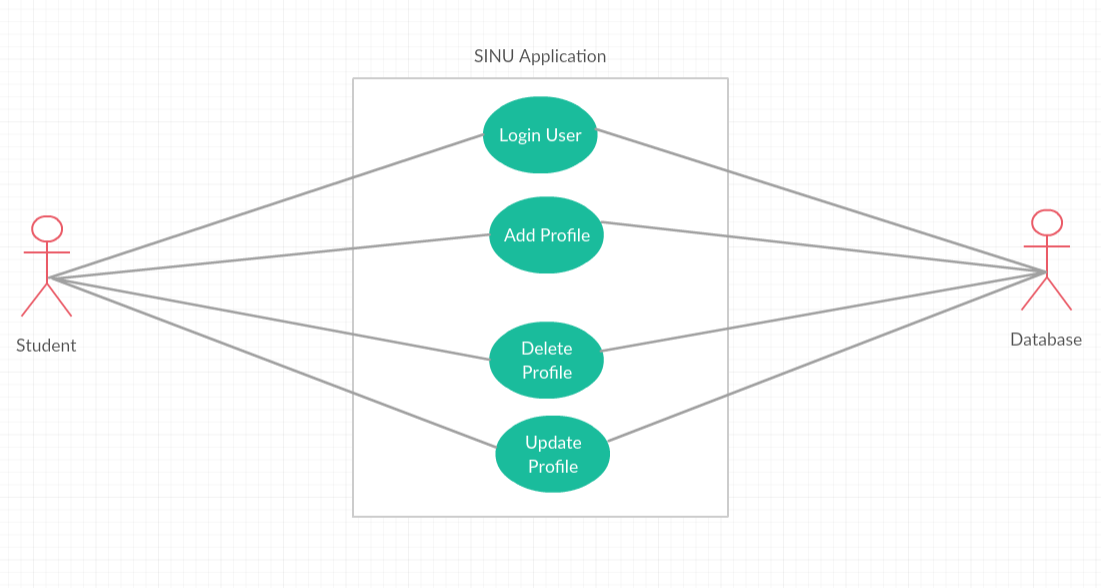 SINU Application
Login User
Add Profile
Delete
Profile
Update
Profile
Student
Database